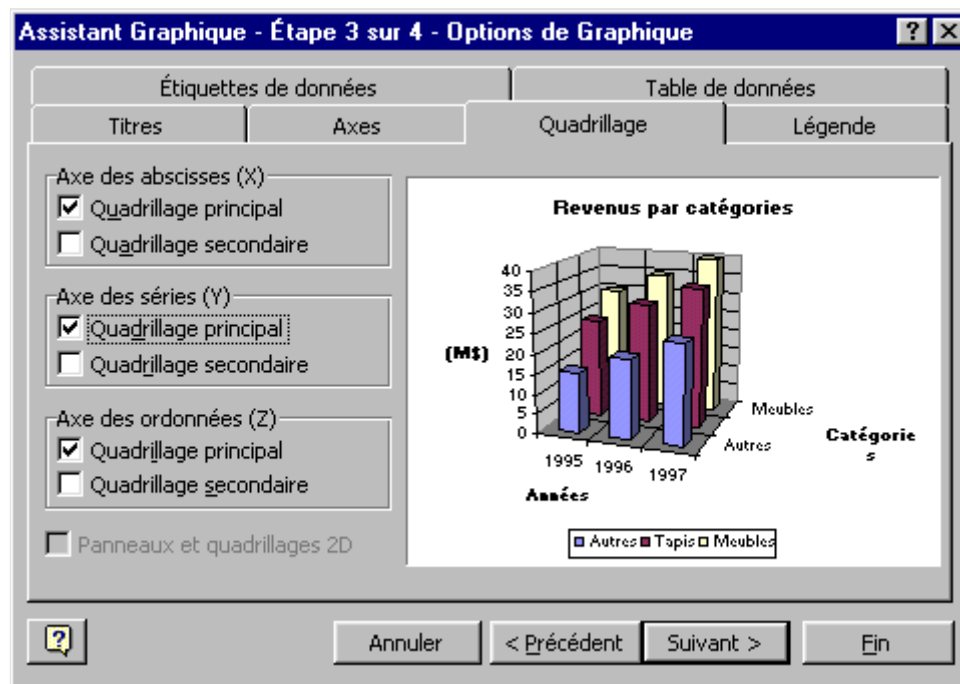 Assistant Graphique - Étape 3 sur 4 - Options de Graphique
Étiquettes de données
Table de données
Titres
Axes
Quadrillage
Légende
Axe des abscisses (X)
Quadrillage principal
Quadrillage secondaire
Axe des séries (Y)
Quadrillage principal
Quadrillage secondaire
Axe des ordonnées (Z)
Quadrillage principal
Quadrillage secondaire
Panneaux et quadrillages 2D
Revenus par catégories
40
35
30
25
20
15
10
5
0
(M$)
1995
1996
1997
Années
Meubles
Autres
Catégorie
s
Autres Tapis Meubles
Annuler
< Précédent
Suivant >
Fin